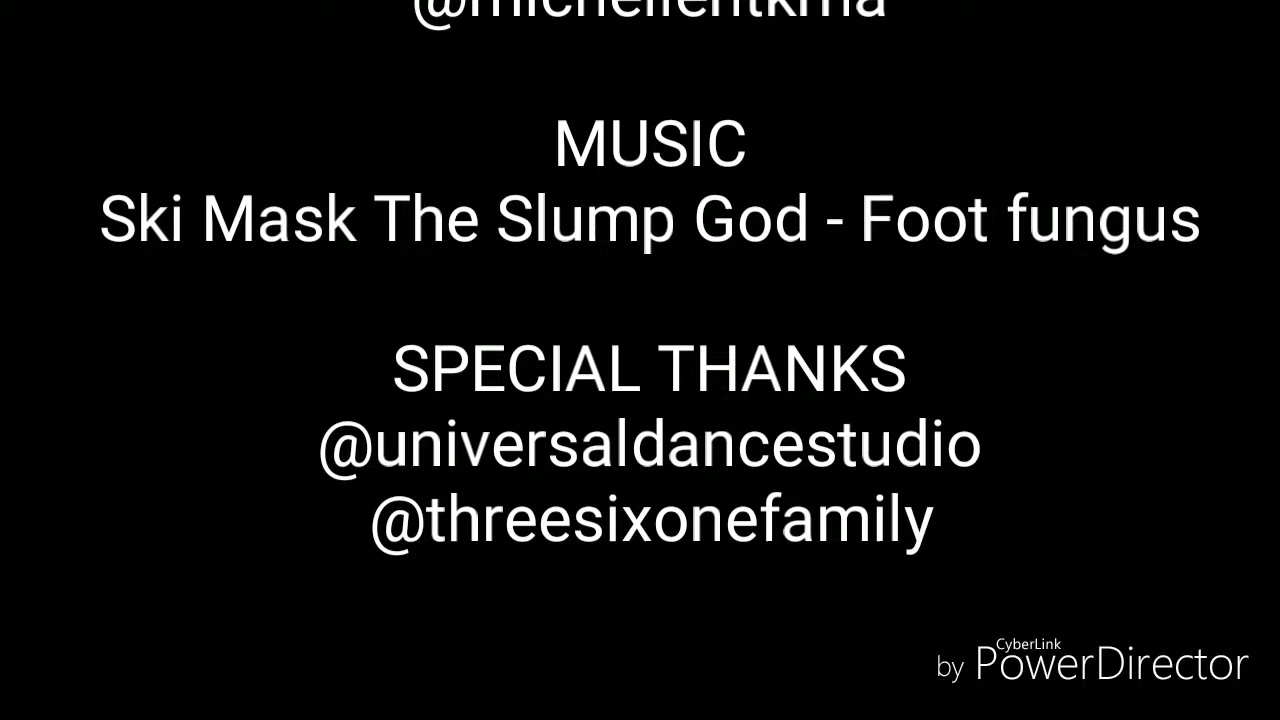 MUSIC
Ski Mask The Slump God - Foot fungus
SPECIAL THANKS
@universaldancestudio
@threesixonefamily
CyberLink
by PowerDirector